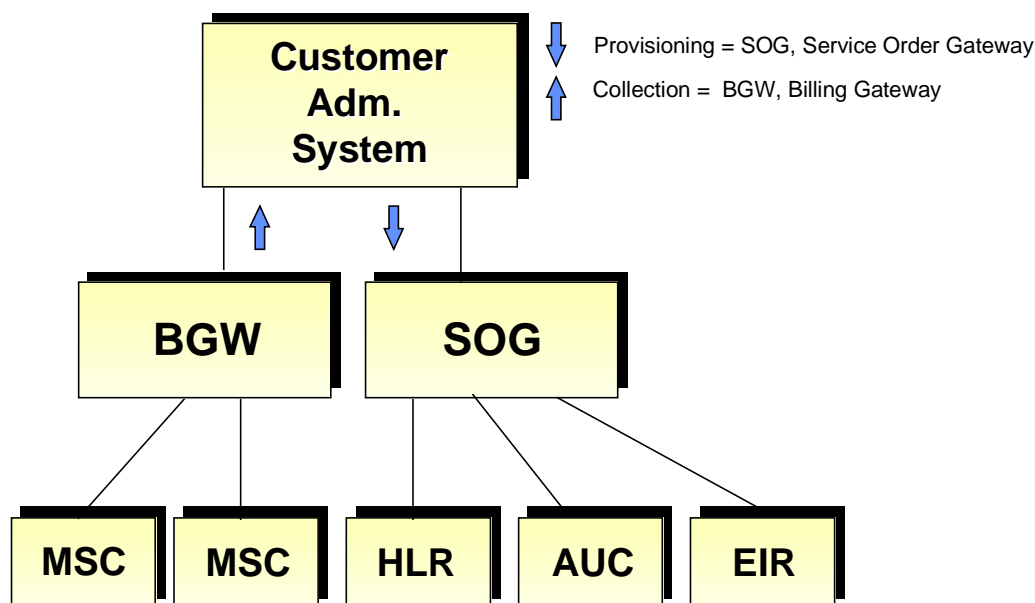 Customer
Adm.
System
Provisioning = SOG, Service Order Gateway
Collection = BGW, Billing Gateway
BGW
SOG
MSC
MSC
HLR
AUC
EIR